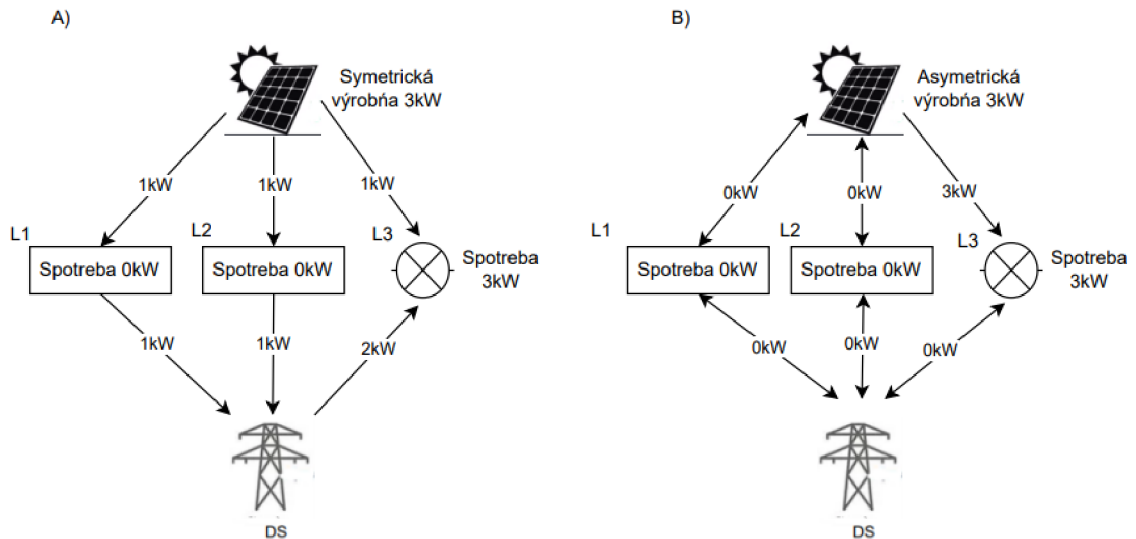 A)
Symetrická
výrobňa 3kW
1kW
1kW
1kW
L1
L2
L3
Spotreba 0kW
Spotreba 0kW
Spotreba
3kW
1kW
1kW
2kW
DS
B)
Asymetrická
výrobňa 3kW
0kW
0kW
3kW
L1
L2
L3
Spotreba 0kW
Spotreba 0kW
Spotreba
3kW
0kW
0kW
0kW
DS